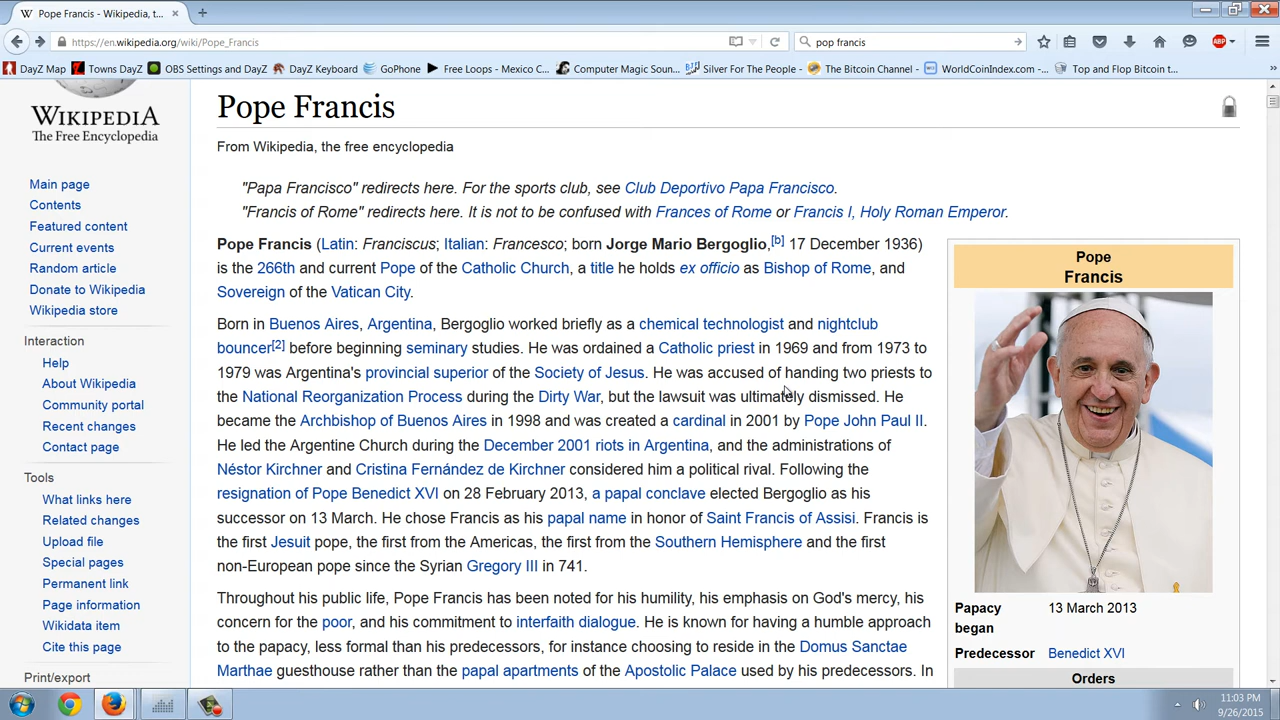 Pope Francis - Wikipedia, t...
https://en.wikipedia.org/wiki/Pope_Francis
pop francis
ABP
DayZ Map
Towns DayZ
OBS Settings and DayZ
DayZ Keyboard
GoPhone
Free Loops - Mexico C...
Computer Magic Soun...
Silver For The People -...
The Bitcoin Channel -...
WorldCoinIndex.com -...
Top and Flop Bitcoin t...
WIKIPEDIA
The Free Encyclopedia
Main page
Contents
Featured content
Current events
Random article
Donate to Wikipedia
Wikipedia store
Interaction
Help
About Wikipedia
Community portal
Recent changes
Contact page
Tools
What links here
Related changes
Upload file
Special pages
Permanent link
Page information
Wikidata item
Cite this page
Print/export
Pope Francis
From Wikipedia, the free encyclopedia
"Papa Francisco" redirects here. For the sports club, see Club Deportivo Papa Francisco.
"Francis of Rome" redirects here. It is not to be confused with Frances of Rome or Francis I, Holy Roman Emperor.
Pope Francis (Latin: Franciscus; Italian: Francesco; born Jorge Mario Bergoglio,[b] 17 December 1936)
is the 266th and current Pope of the Catholic Church, a title he holds ex officio as Bishop of Rome, and
Sovereign of the Vatican City.
Born in Buenos Aires, Argentina, Bergoglio worked briefly as a chemical technologist and nightclub
bouncer[2] before beginning seminary studies. He was ordained a Catholic priest in 1969 and from 1973 to
1979 was Argentina's provincial superior of the Society of Jesus. He was accused of handing two priests to
the National Reorganization Process during the Dirty War, but the lawsuit was ultimately dismissed. He
became the Archbishop of Buenos Aires in 1998 and was created a cardinal in 2001 by Pope John Paul II.
He led the Argentine Church during the December 2001 riots in Argentina, and the administrations of
Néstor Kirchner and Cristina Fernández de Kirchner considered him a political rival. Following the
resignation of Pope Benedict XVI on 28 February 2013, a papal conclave elected Bergoglio as his
successor on 13 March. He chose Francis as his papal name in honor of Saint Francis of Assisi. Francis is
the first Jesuit pope, the first from the Americas, the first from the Southern Hemisphere and the first
non-European pope since the Syrian Gregory III in 741.
Throughout his public life, Pope Francis has been noted for his humility, his emphasis on God's mercy, his
concern for the poor, and his commitment to interfaith dialogue. He is known for having a humble approach
to the papacy, less formal than his predecessors, for instance choosing to reside in the Domus Sanctae
Marthae guesthouse rather than the papal apartments of the Apostolic Palace used by his predecessors. In
Pope
Francis
Papacy began 13 March 2013
Predecessor Benedict XVI
Orders
11:03 PM
9/26/2015